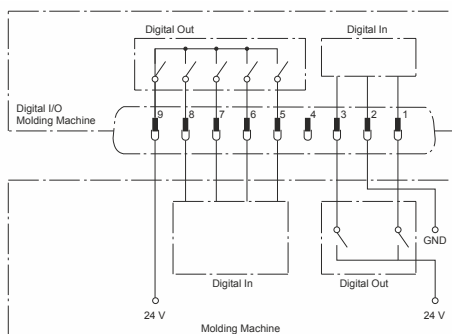 Digital Out
Digital In
Digital I/O
Molding Machine
9 8 7 6 5 4 3 2 1
GND
Digital In
Digital Out
24 V
24 V
Molding Machine